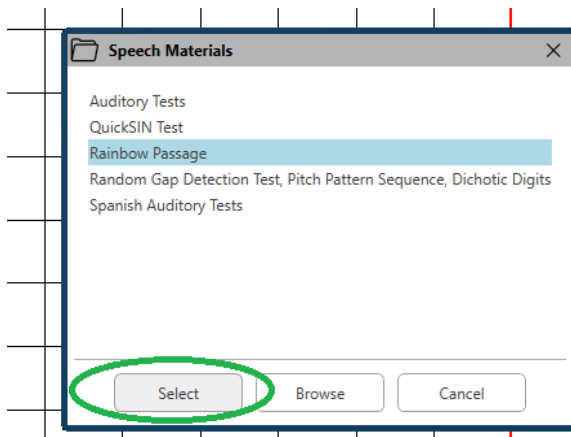 Speech Materials
Auditory Tests
QuickSIN Test
Rainbow Passage
Random Gap Detection Test, Pitch Pattern Sequence, Dichotic Digits
Spanish Auditory Tests
Select Browse Cancel